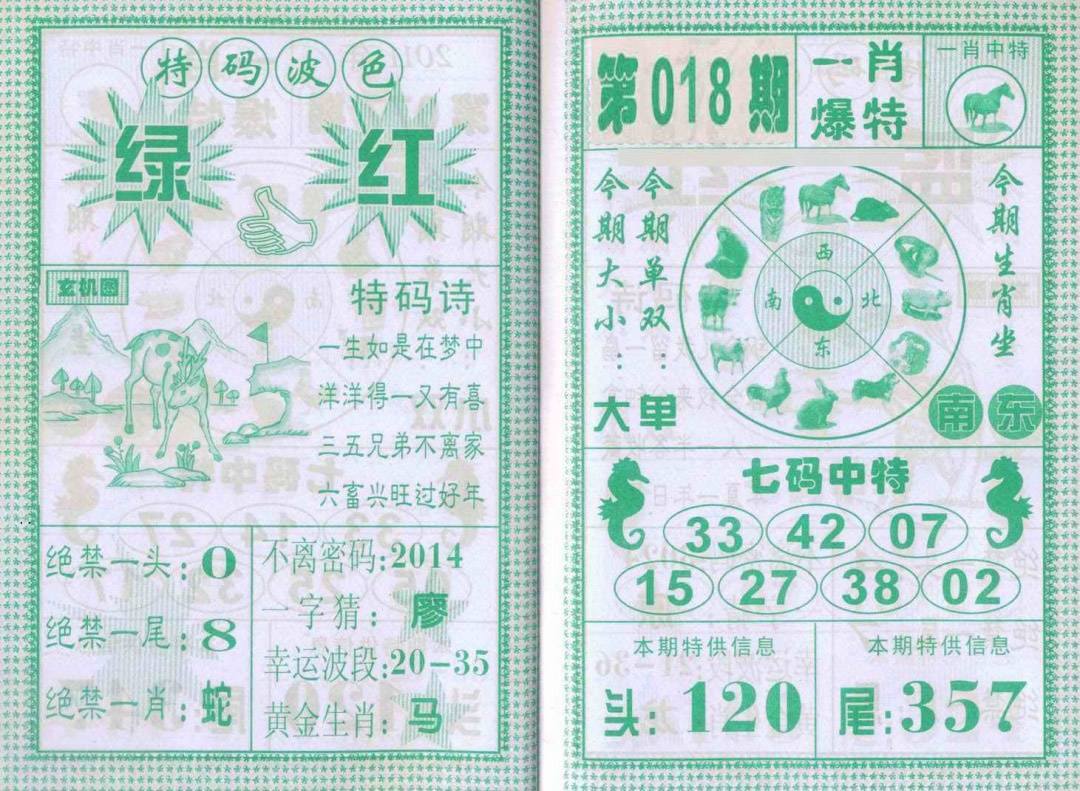 特码波色
绿 红
玄机图
特码诗
一生如是在梦中
洋洋得一又有喜
三五兄弟不离家
六畜兴旺过好年
绝禁一头:0
绝禁一尾:8
绝禁一肖:蛇
不离密码:2014
一字猜:廖
幸运波段:20-35
黄金生肖:马
第018期
一肖
爆特
一肖中特
今期大小:
今期单双:
大单
西
南 北
东
今期生肖坐
南东
七码中特
33 42 07
15 27 38 02
本期特供信息
头:120
本期特供信息
尾:357